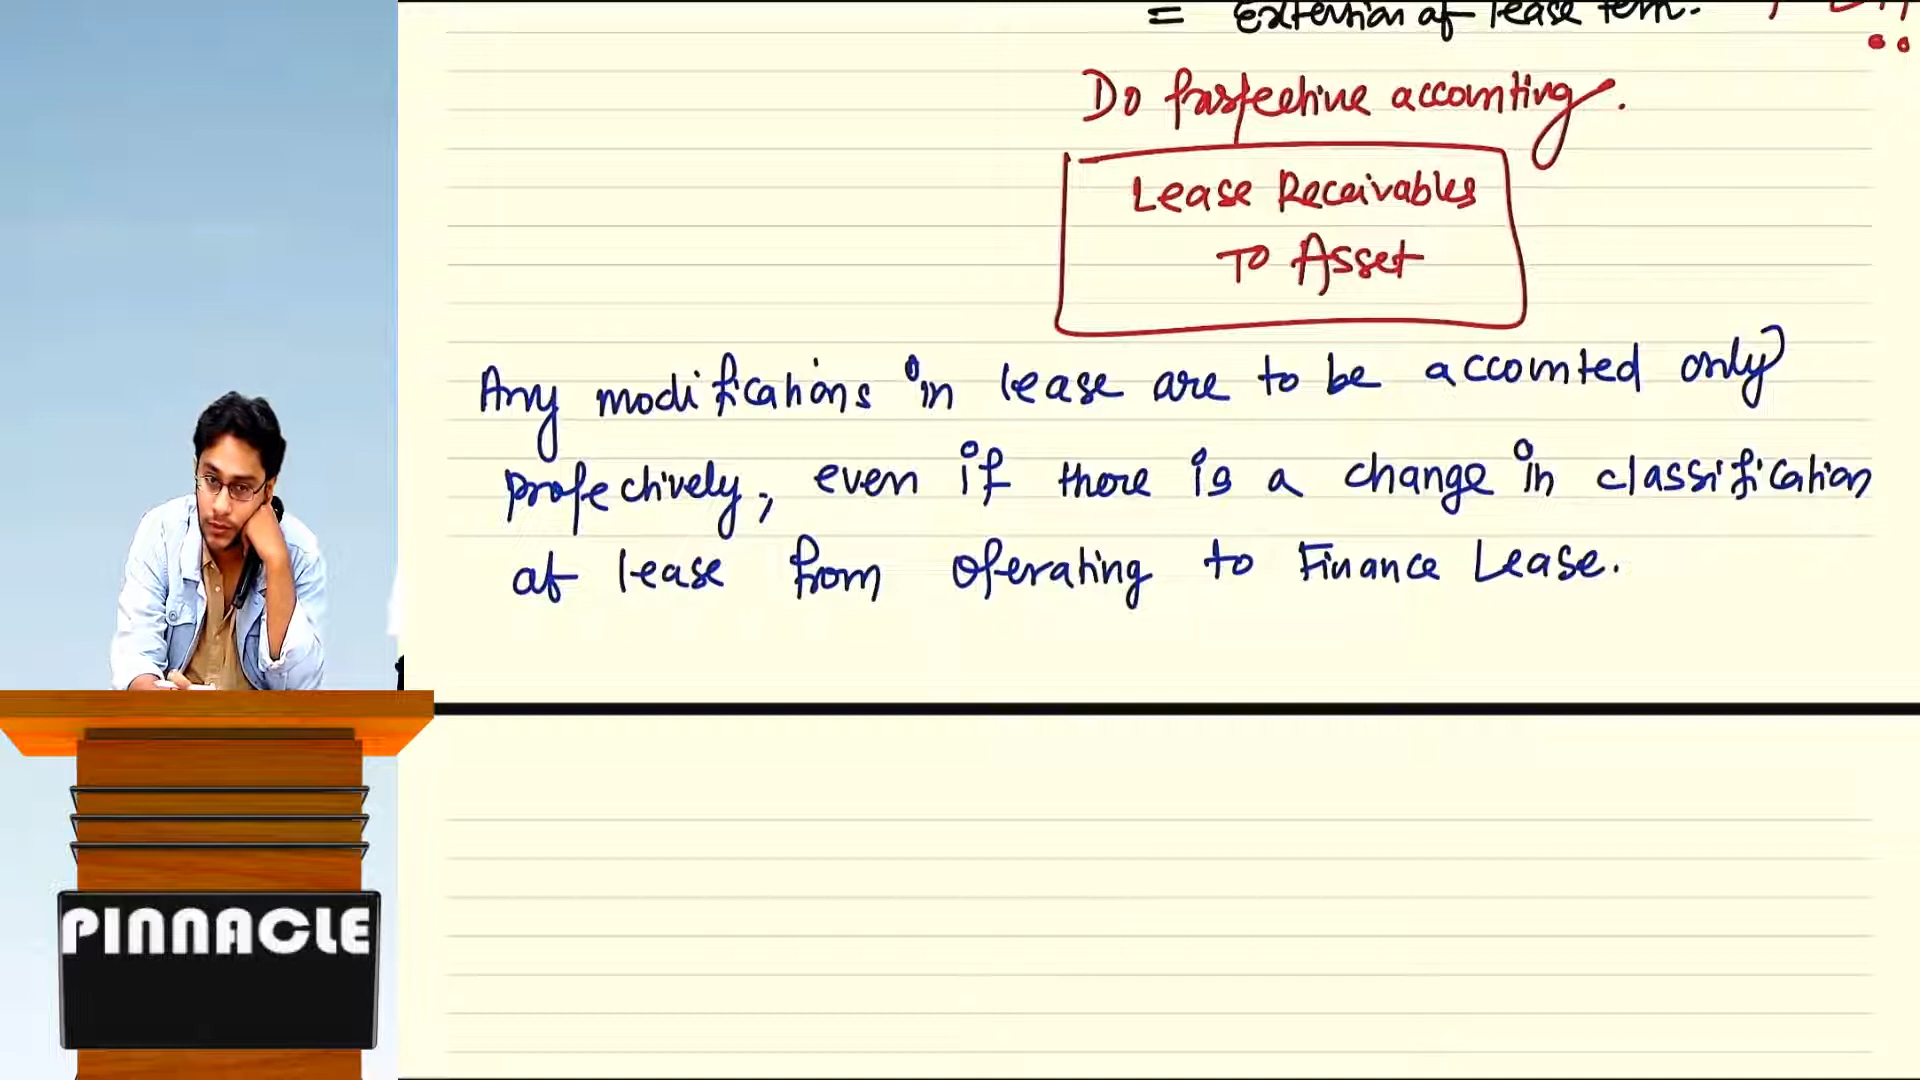 = Extension of lease term.
Do prospective accounting.
Lease Receivables
To Asset
Any modifications in lease are to be accounted only
propectively, even if there is a change in classification
of lease from operating to Finance Lease.
PINNACLE